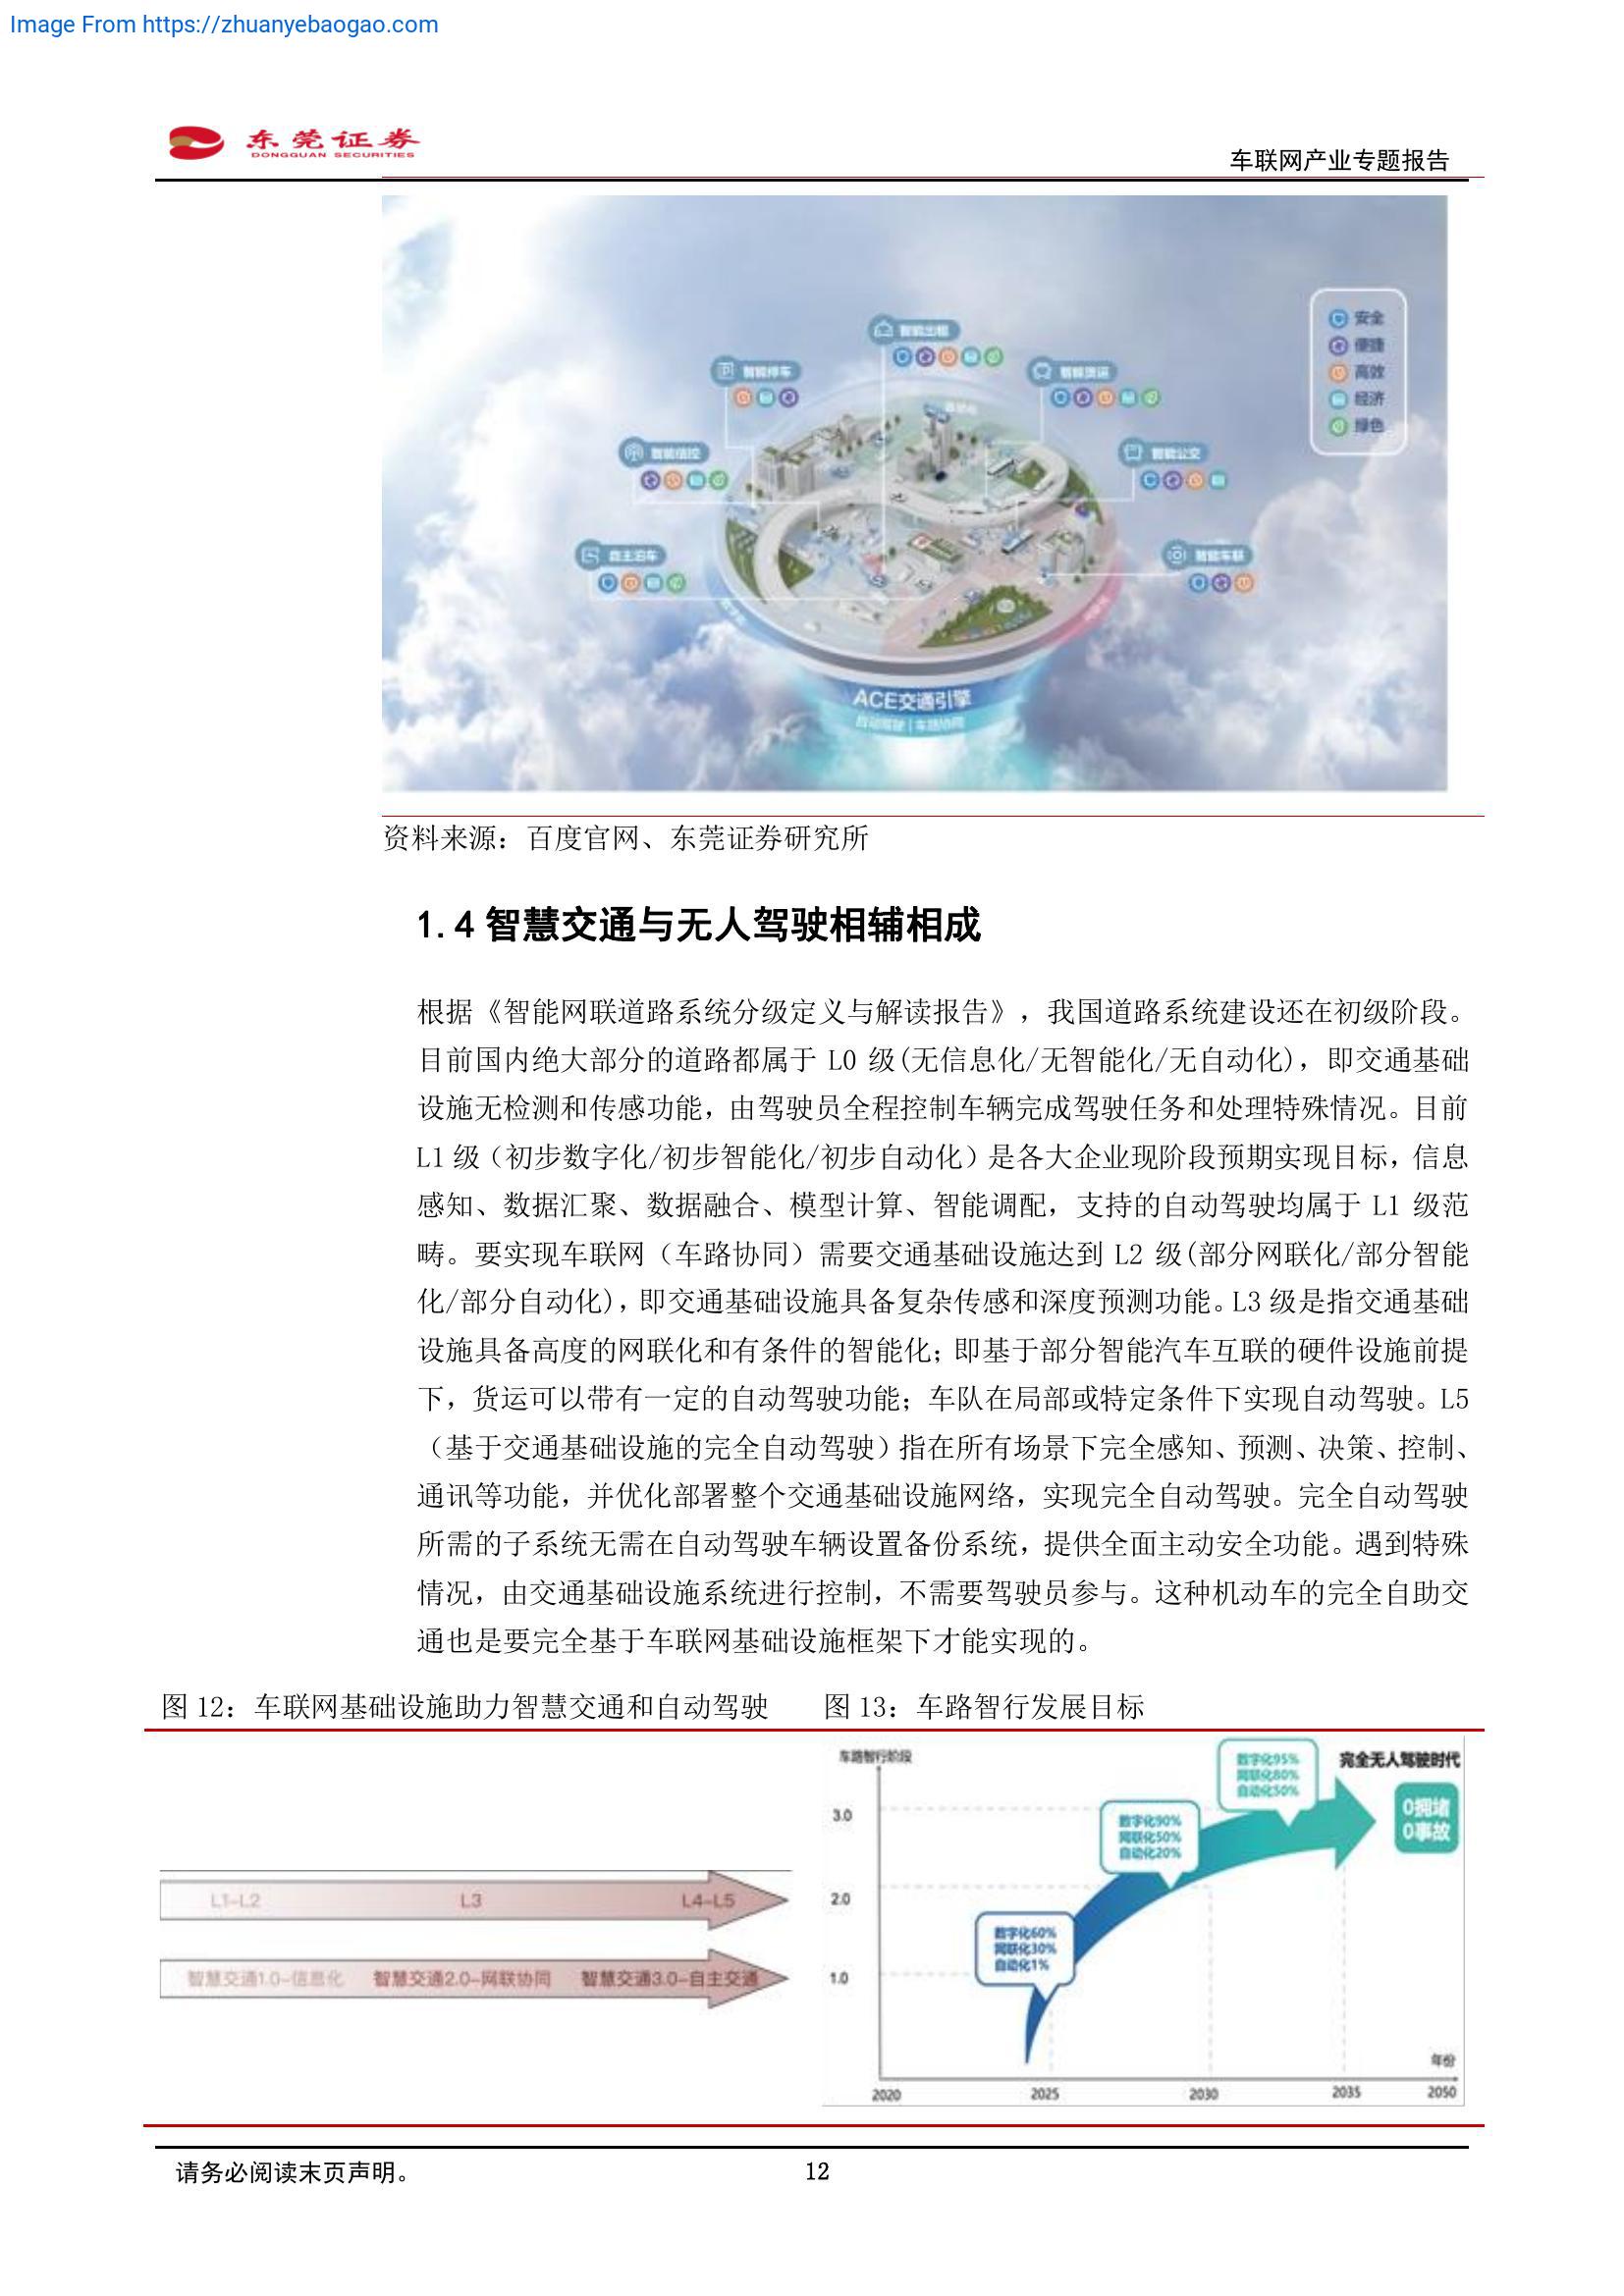 Image From https://zhuanyebaogao.com
东莞证券
DONGGUAN SECURITIES
车联网产业专题报告
智能出租
智能停车
智能货运
智能信控
智能公交
自主泊车
智能车联
安全
便捷
高效
经济
绿色
ACE交通引擎
自动驾驶 | 车路协同
资料来源：百度官网、东莞证券研究所
1.4 智慧交通与无人驾驶相辅相成
根据《智能网联道路系统分级定义与解读报告》，我国道路系统建设还在初级阶段。
目前国内绝大部分的道路都属于 L0 级(无信息化/无智能化/无自动化)，即交通基础
设施无检测和传感功能，由驾驶员全程控制车辆完成驾驶任务和处理特殊情况。目前
L1 级（初步数字化/初步智能化/初步自动化）是各大企业现阶段预期实现目标，信息
感知、数据汇聚、数据融合、模型计算、智能调配，支持的自动驾驶均属于 L1 级范
畴。要实现车联网（车路协同）需要交通基础设施达到 L2 级(部分网联化/部分智能
化/部分自动化)，即交通基础设施具备复杂传感和深度预测功能。L3 级是指交通基础
设施具备高度的网联化和有条件的智能化；即基于部分智能汽车互联的硬件设施前提
下，货运可以带有一定的自动驾驶功能；车队在局部或特定条件下实现自动驾驶。L5
（基于交通基础设施的完全自动驾驶）指在所有场景下完全感知、预测、决策、控制、
通讯等功能，并优化部署整个交通基础设施网络，实现完全自动驾驶。完全自动驾驶
所需的子系统无需在自动驾驶车辆设置备份系统，提供全面主动安全功能。遇到特殊
情况，由交通基础设施系统进行控制，不需要驾驶员参与。这种机动车的完全自助交
通也是要完全基于车联网基础设施框架下才能实现的。
图 12：车联网基础设施助力智慧交通和自动驾驶
L1-L2 L3 L4-L5
智慧交通1.0-信息化 智慧交通2.0-网联协同 智慧交通3.0-自主交通
图 13：车路智行发展目标
车路智行阶段
数字化95%
网联化80%
自动化50%
完全无人驾驶时代
0拥堵
0事故
3.0
数字化90%
网联化50%
自动化20%
2.0
数字化60%
网联化30%
自动化1%
1.0
年份
2020 2025 2030 2035 2050
请务必阅读末页声明。
12